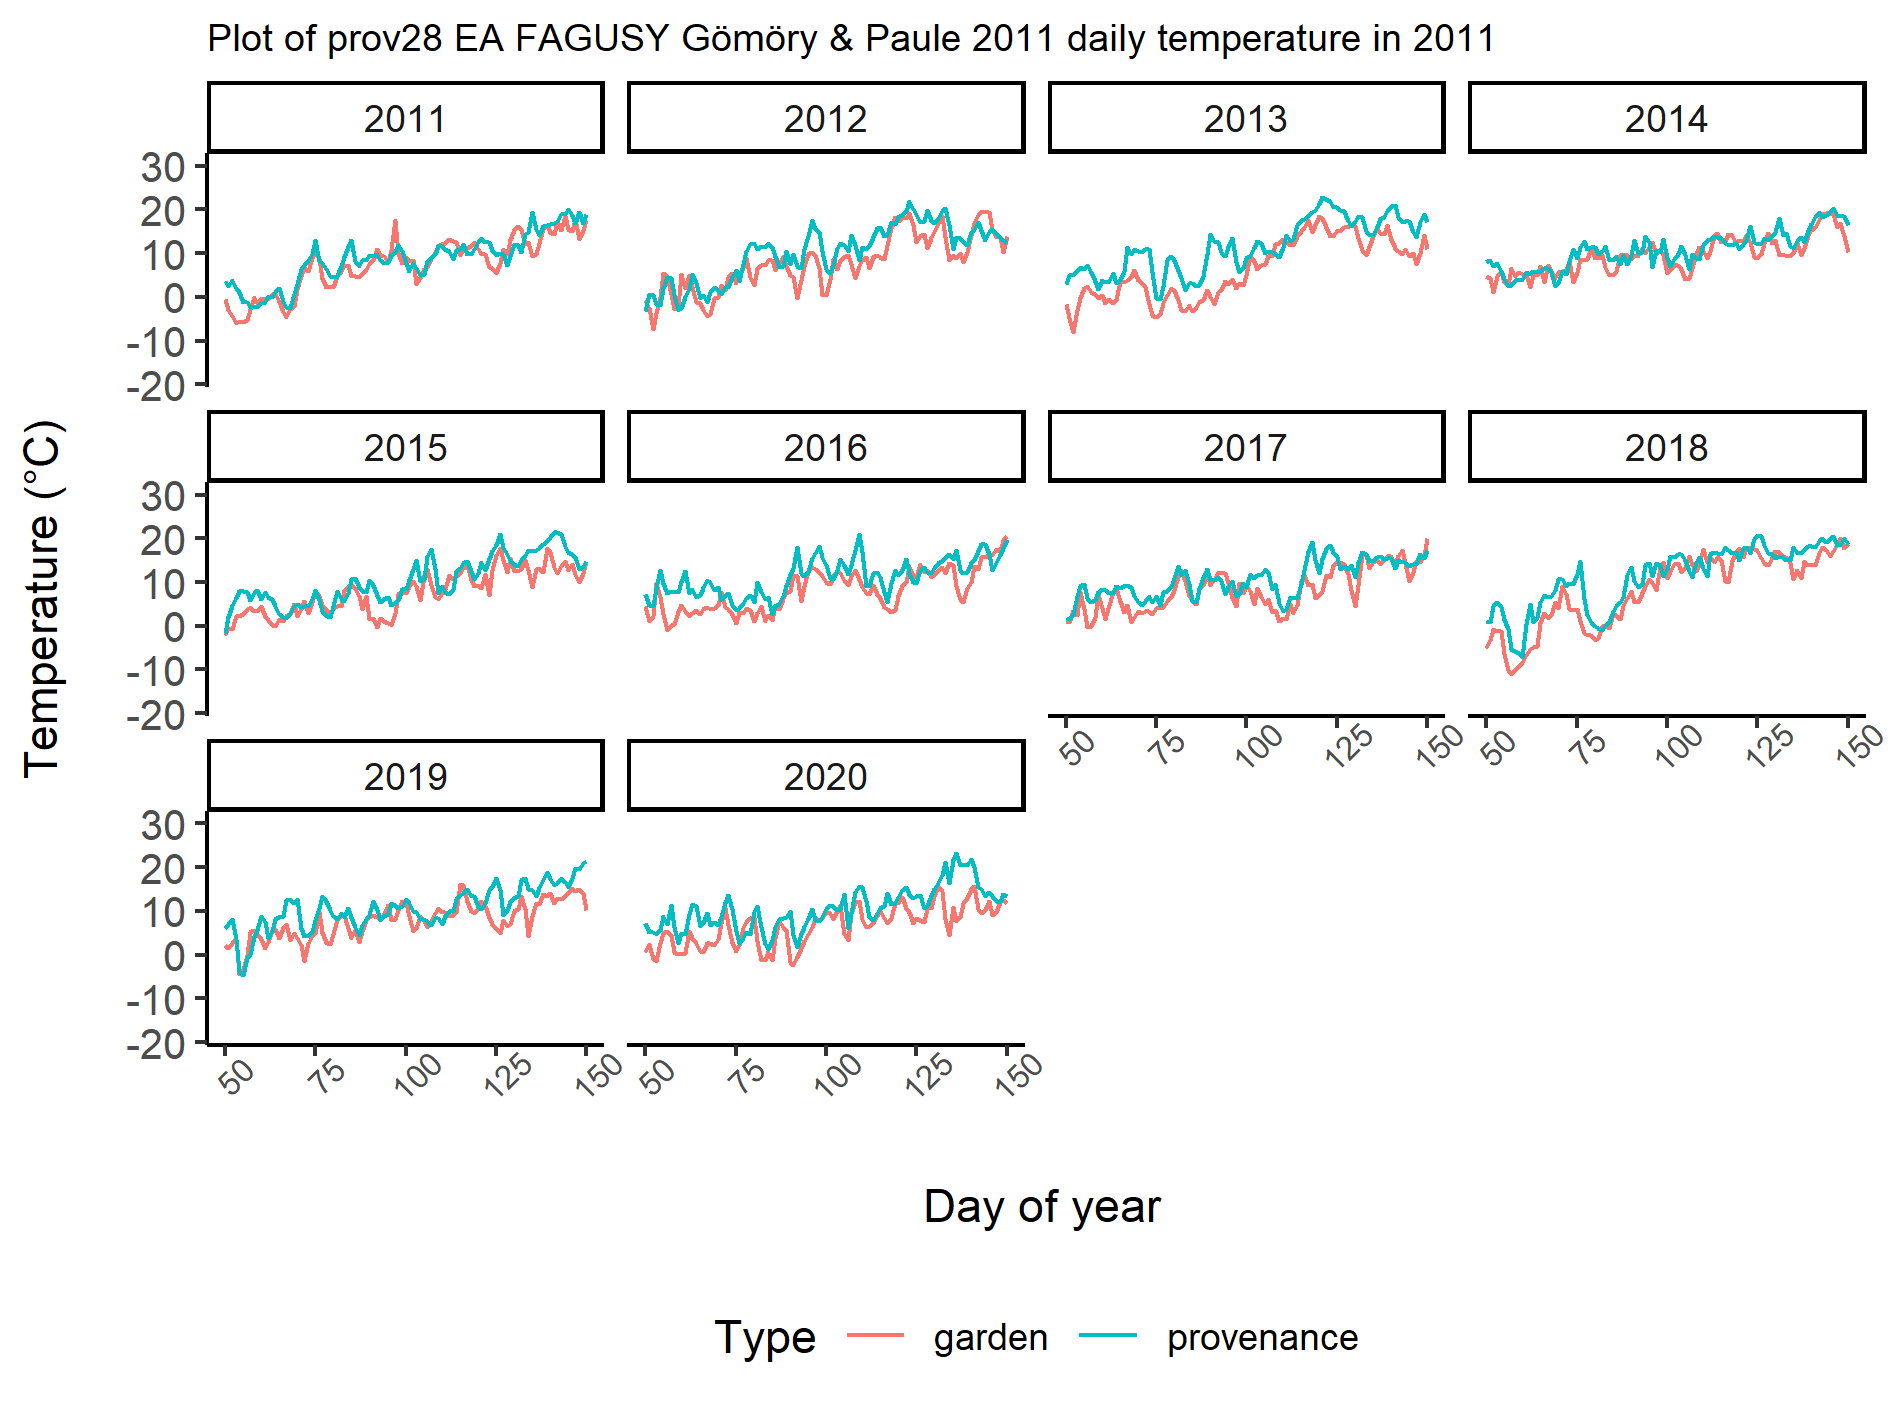 Plot of prov28 EA FAGUSY Gömöry & Paule 2011 daily temperature in 2011
2011 2012 2013 2014
30
20
10
0
-10
-20
2015 2016 2017 2018
30
20
10
0
-10
-20
50 75 100 125 150 50 75 100 125 150
2019 2020
30
20
10
0
-10
-20
50 75 100 125 150 50 75 100 125 150
Temperature (°C)
Day of year
Type garden provenance